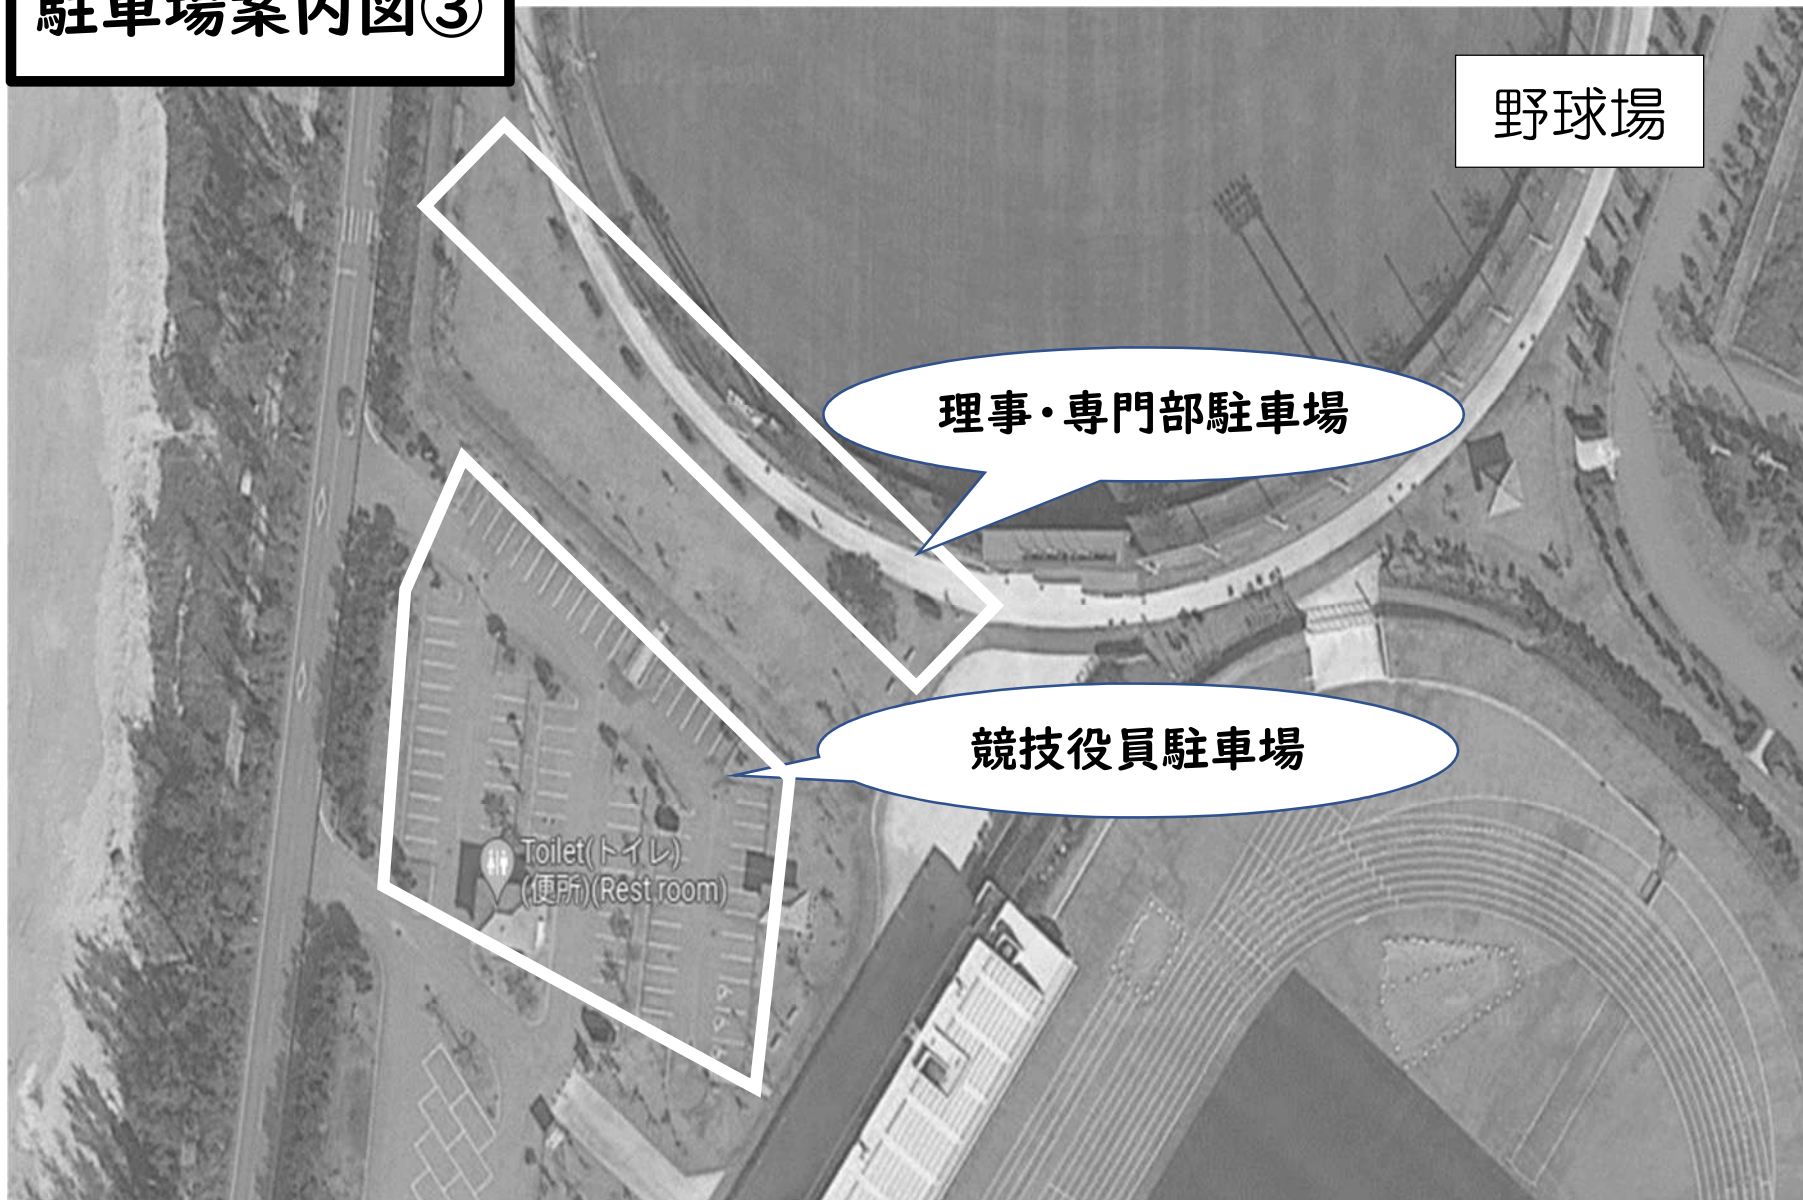 駐車場案内図③
野球場
理事・専門部駐車場
競技役員駐車場
Toilet(トイレ)
(便所)(Rest room)